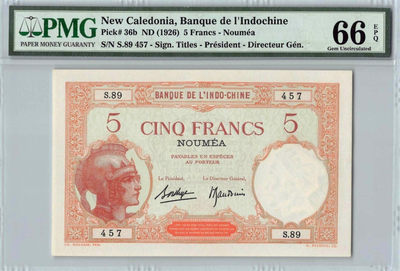 PMG
PAPER MONEY GUARANTY
New Caledonia, Banque de l'Indochine
Pick# 36b ND (1926) 5 Francs - Nouméa
S/N S.89 457 - Sign. Titles - Président - Directeur Gén.
66 EPQ
Gem Uncirculated
BANQUE DE L'INDO-CHINE
S.89
457
5 CINQ FRANCS 5
NOUMÉA
PAYABLES EN ESPÈCES
AU PORTEUR
Le Président,
Le Directeur Général,
457
S.89